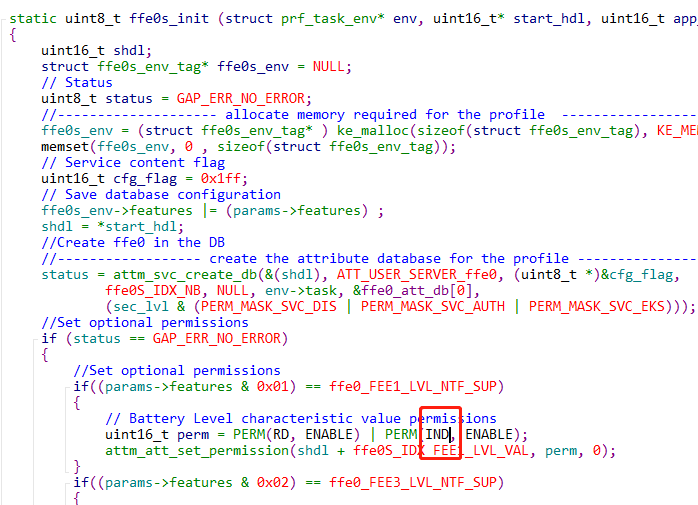 static uint8_t ffe0s_init (struct prf_task_env* env, uint16_t* start_hdl, uint16_t app_
{
uint16_t shdl;
struct ffe0s_env_tag* ffe0s_env = NULL;
// Status
uint8_t status = GAP_ERR_NO_ERROR;
//-------------------- allocate memory required for the profile  -----------------
ffe0s_env = (struct ffe0s_env_tag* ) ke_malloc(sizeof(struct ffe0s_env_tag), KE_ME
memset(ffe0s_env, 0 , sizeof(struct ffe0s_env_tag));
// Service content flag
uint16_t cfg_flag = 0x1ff;
// Save database configuration
ffe0s_env->features |= (params->features) ;
shdl = *start_hdl;
//Create ffe0 in the DB
//------------------ create the attribute database for the profile ---------------
status = attm_svc_create_db(&(shdl), ATT_USER_SERVER_ffe0, (uint8_t *)&cfg_flag,
ffe0S_IDX_NB, NULL, env->task, &ffe0_att_db[0],
(sec_lvl & (PERM_MASK_SVC_DIS | PERM_MASK_SVC_AUTH | PERM_MASK_SVC_EKS)));
//Set optional permissions
if (status == GAP_ERR_NO_ERROR)
{
//Set optional permissions
if((params->features & 0x01) == ffe0_FEE1_LVL_NTF_SUP)
{
// Battery Level characteristic value permissions
uint16_t perm = PERM(RD, ENABLE) | PERM(IND, ENABLE);
attm_att_set_permission(shdl + ffe0S_IDX_FEE1_LVL_VAL, perm, 0);
}
if((params->features & 0x02) == ffe0_FEE3_LVL_NTF_SUP)
{